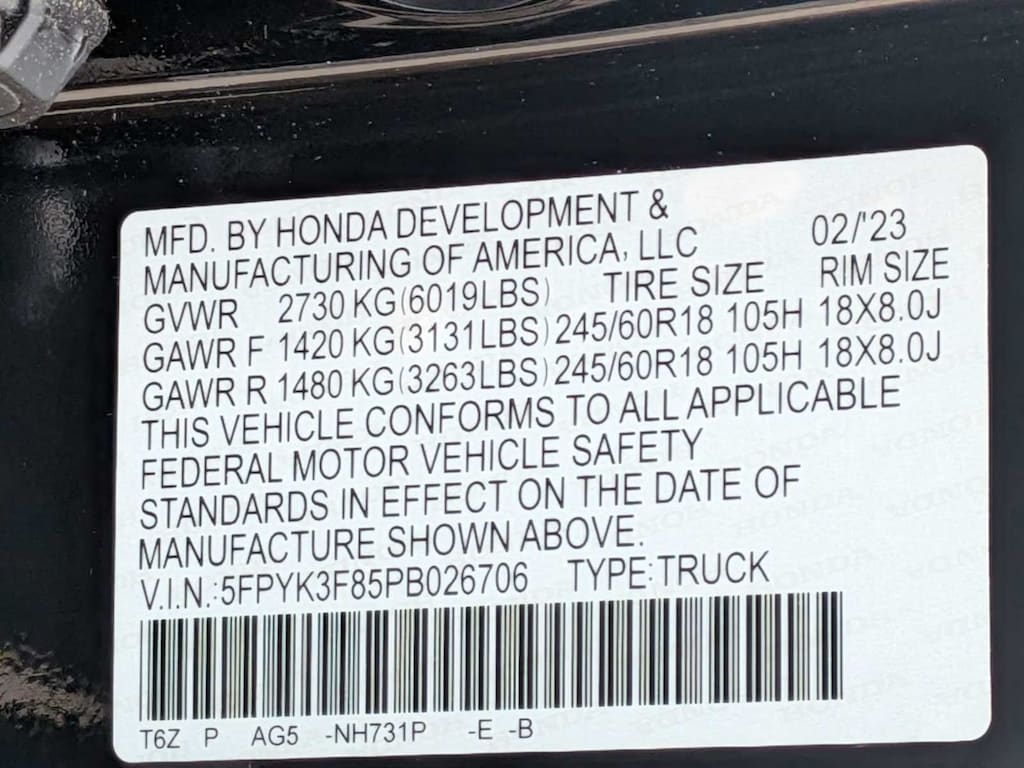 MFD. BY HONDA DEVELOPMENT &
MANUFACTURING OF AMERICA, LLC 02/'23
GVWR 2730 KG(6019LBS) TIRE SIZE RIM SIZE
GAWR F 1420 KG(3131LBS) 245/60R18 105H 18X8.0J
GAWR R 1480 KG(3263LBS) 245/60R18 105H 18X8.0J
THIS VEHICLE CONFORMS TO ALL APPLICABLE
FEDERAL MOTOR VEHICLE SAFETY
STANDARDS IN EFFECT ON THE DATE OF
MANUFACTURE SHOWN ABOVE.
V.I.N.:5FPYK3F85PB026706 TYPE:TRUCK
T6Z P AG5 -NH731P -E -B